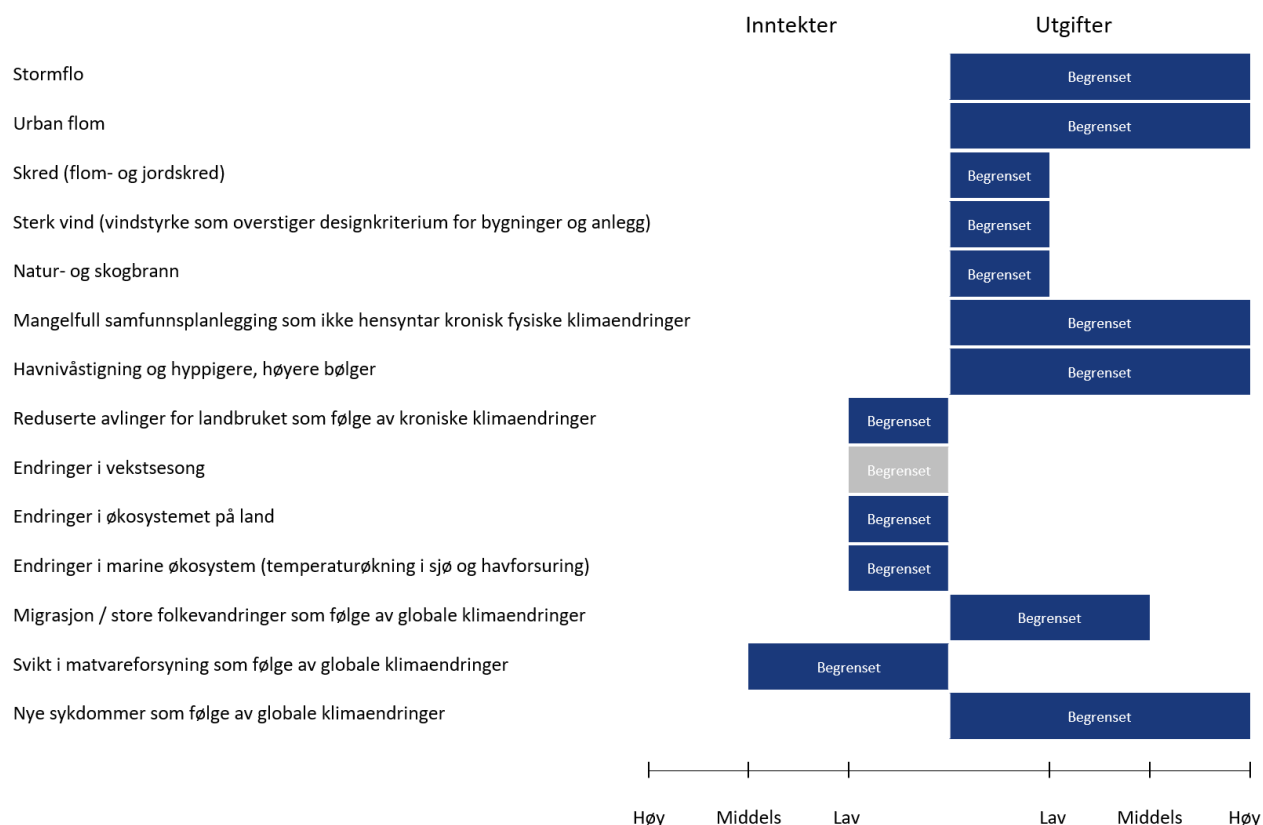 Inntekter Utgifter
Stormflo Begrenset
Urban flom Begrenset
Skred (flom- og jordskred) Begrenset
Sterk vind (vindstyrke som overstiger designkriterium for bygninger og anlegg) Begrenset
Natur- og skogbrann Begrenset
Mangelfull samfunnsplanlegging som ikke hensyntar kronisk fysiske klimaendringer Begrenset
Havnivåstigning og hyppigere, høyere bølger Begrenset
Reduserte avlinger for landbruket som følge av kroniske klimaendringer Begrenset
Endringer i vekstsesong Begrenset
Endringer i økosystemet på land Begrenset
Endringer i marine økosystem (temperaturøkning i sjø og havforsuring) Begrenset
Migrasjon / store folkevandringer som følge av globale klimaendringer Begrenset
Svikt i matvareforsyning som følge av globale klimaendringer Begrenset
Nye sykdommer som følge av globale klimaendringer Begrenset
Høy Middels Lav Lav Middels Høy